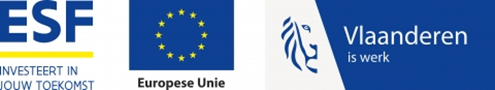 ESF
INVESTEERT IN
JOUW TOEKOMST
Europese Unie
Vlaanderen
is werk